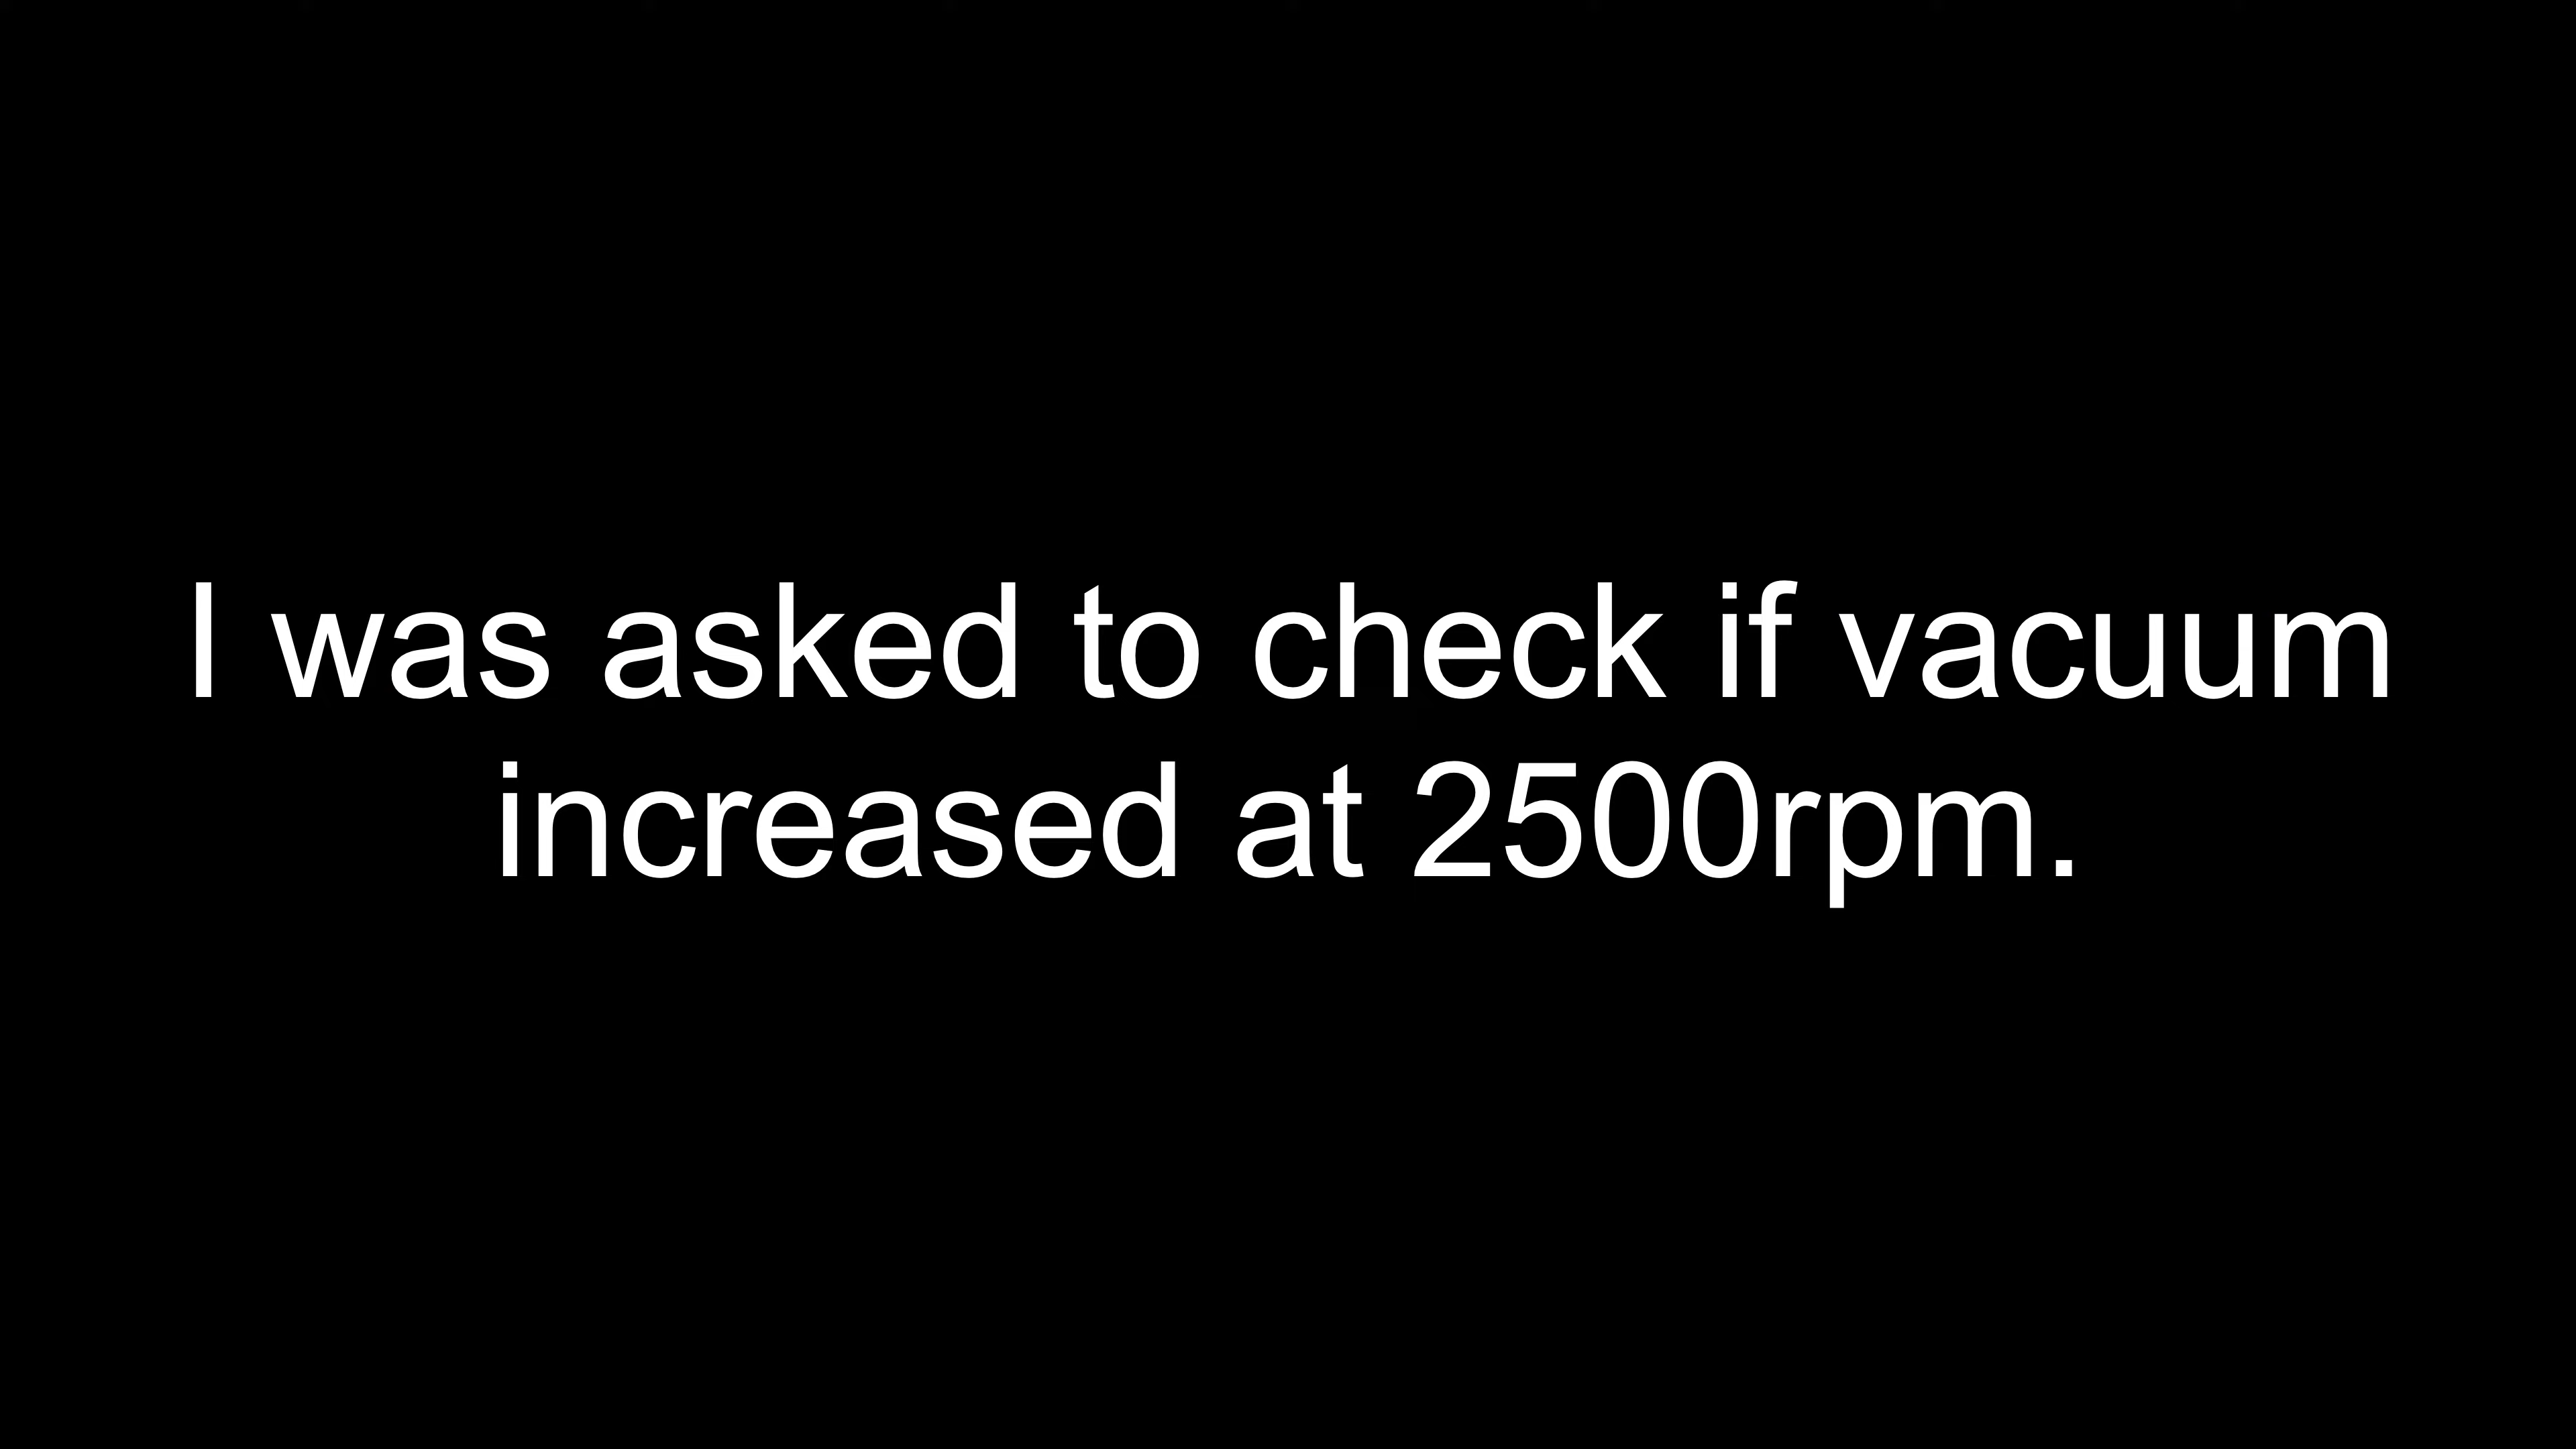 I was asked to check if vacuum
increased at 2500rpm.